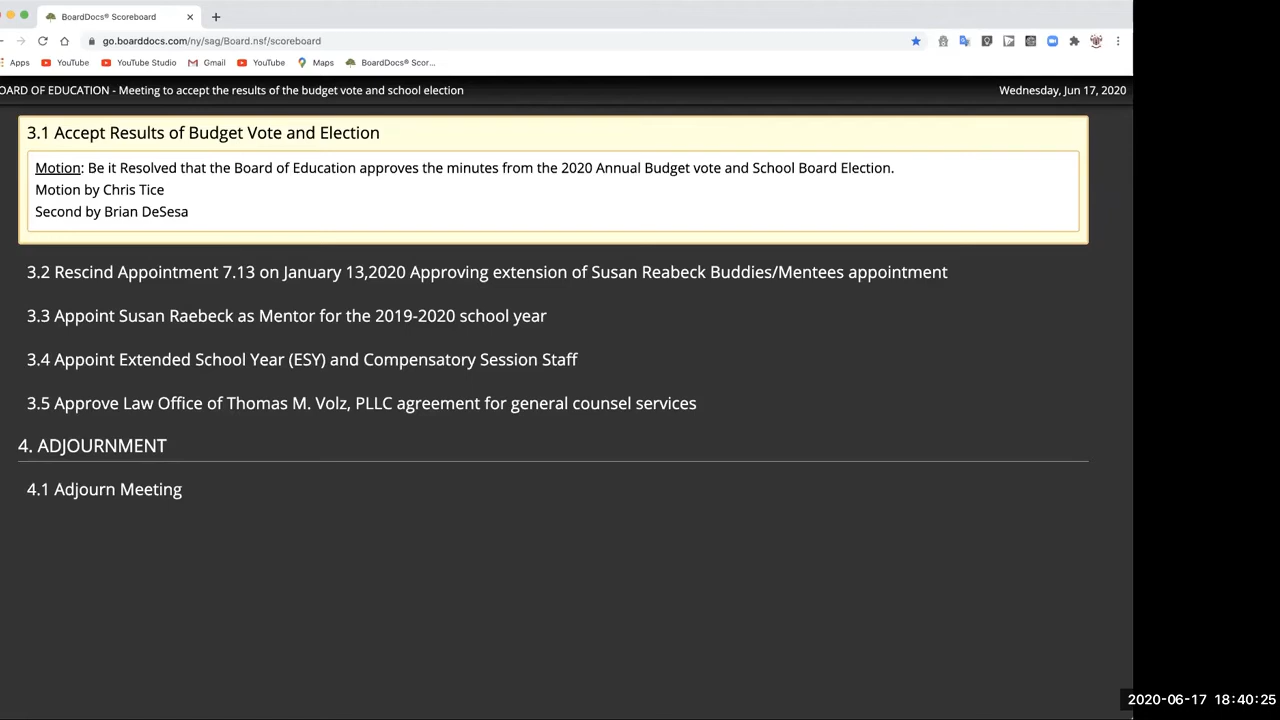 BoardDocs® Scoreboard
go.boarddocs.com/ny/sag/Board.nsf/scoreboard
Apps YouTube YouTube Studio Gmail YouTube Maps BoardDocs® Scor...
OARD OF EDUCATION - Meeting to accept the results of the budget vote and school election Wednesday, Jun 17, 2020
3.1 Accept Results of Budget Vote and Election
Motion: Be it Resolved that the Board of Education approves the minutes from the 2020 Annual Budget vote and School Board Election.
Motion by Chris Tice
Second by Brian DeSesa
3.2 Rescind Appointment 7.13 on January 13,2020 Approving extension of Susan Reabeck Buddies/Mentees appointment
3.3 Appoint Susan Raebeck as Mentor for the 2019-2020 school year
3.4 Appoint Extended School Year (ESY) and Compensatory Session Staff
3.5 Approve Law Office of Thomas M. Volz, PLLC agreement for general counsel services
4. ADJOURNMENT
4.1 Adjourn Meeting
2020-06-17 18:40:25